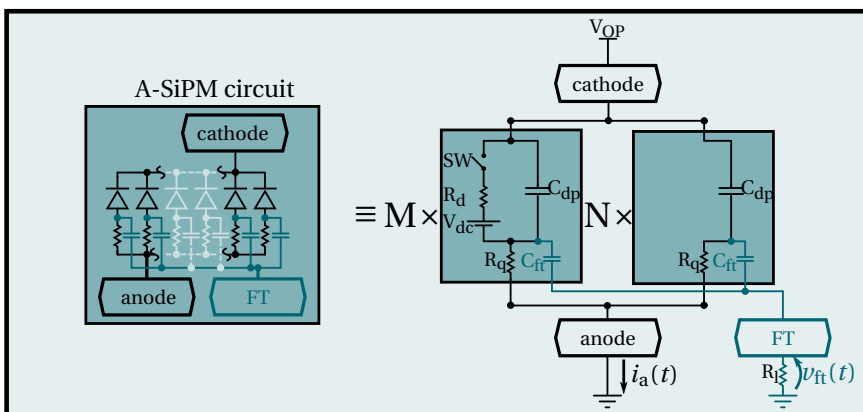 V_OP
cathode
A-SiPM circuit
cathode
anode
FT
≡ M×
SW
R_d
V_dc
C_dp
R_q
C_ft
N×
C_dp
R_q
C_ft
anode
i_a(t)
FT
R_l
v_ft(t)